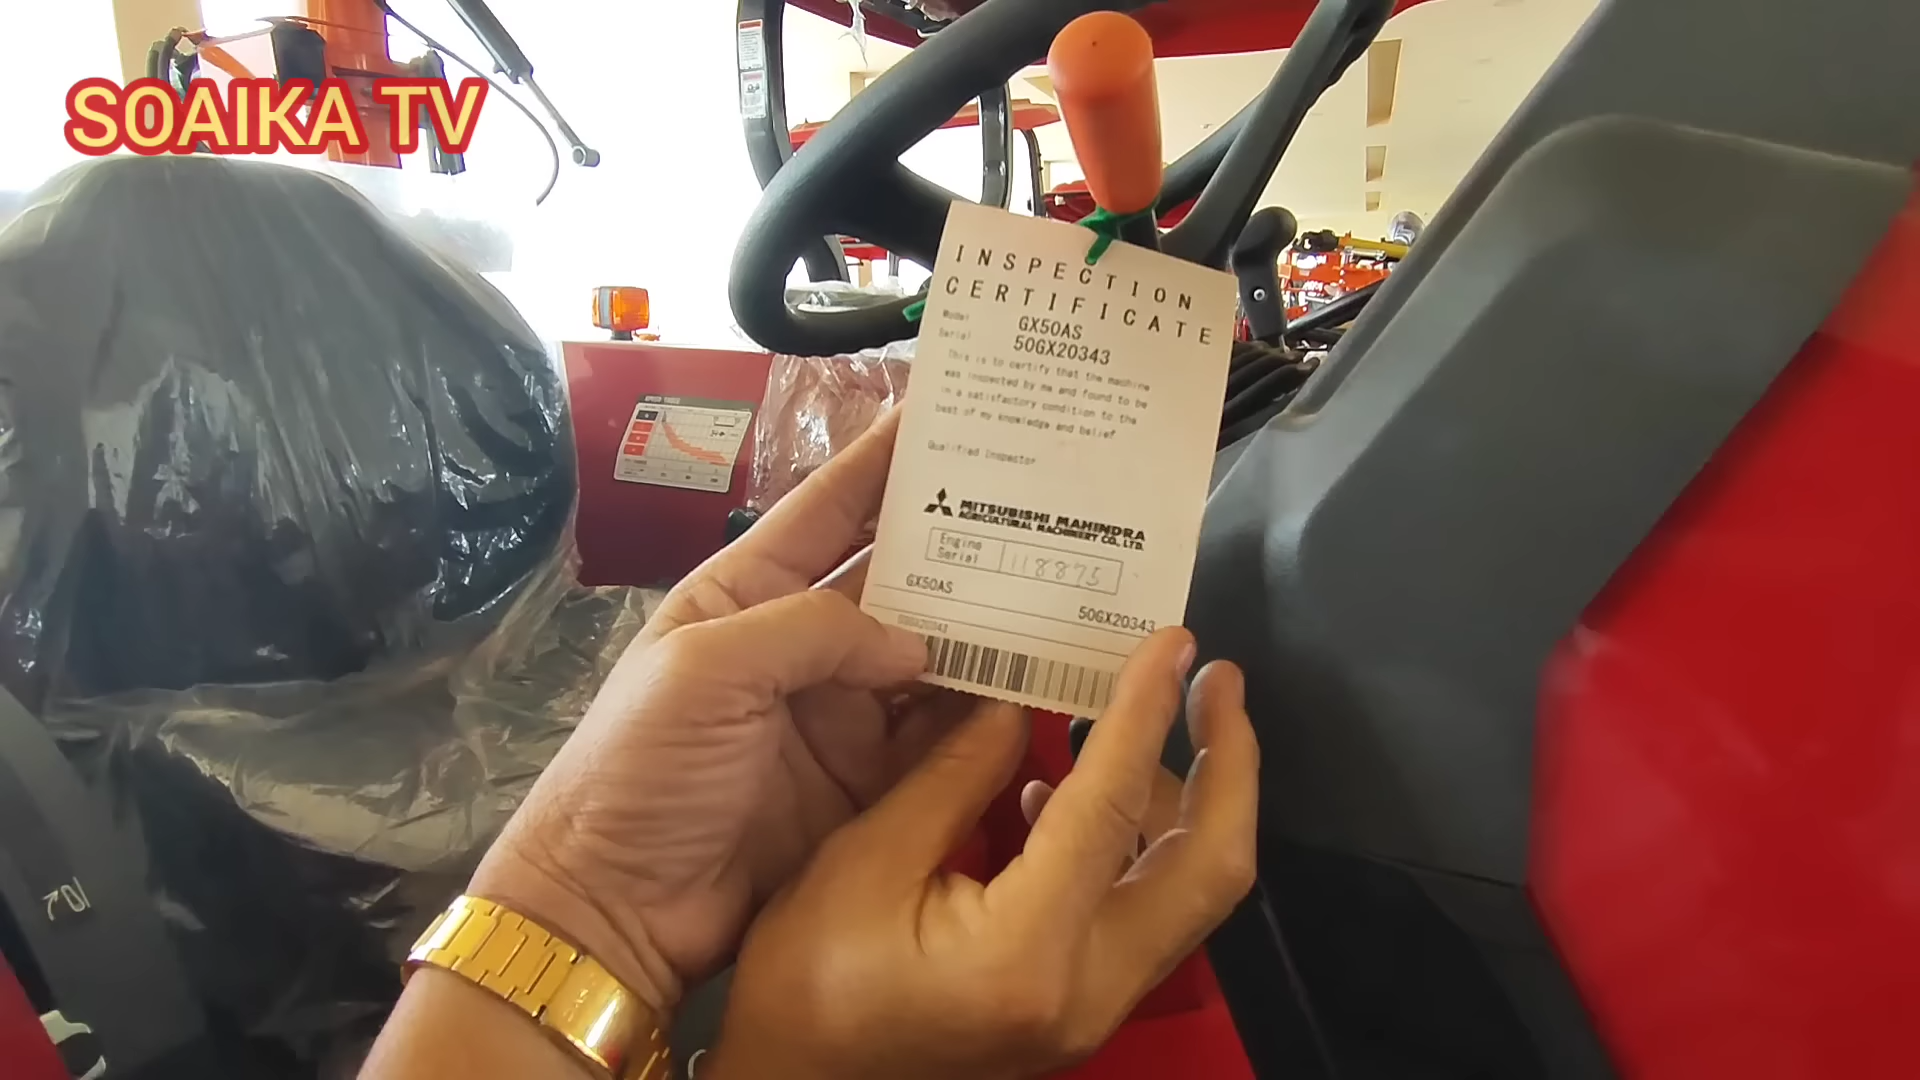 SOAIKA TV
INSPECTION
CERTIFICATE
Model GX50AS
Serial 50GX20343
This is to certify that the machine
was inspected by me and found to be
in a satisfactory condition to the
best of my knowledge and belief
Qualified Inspector
MITSUBISHI MAHINDRA
AGRICULTURAL MACHINERY CO., LTD.
Engine
Serial 118875
GX50AS
50GX20343
50GX20343